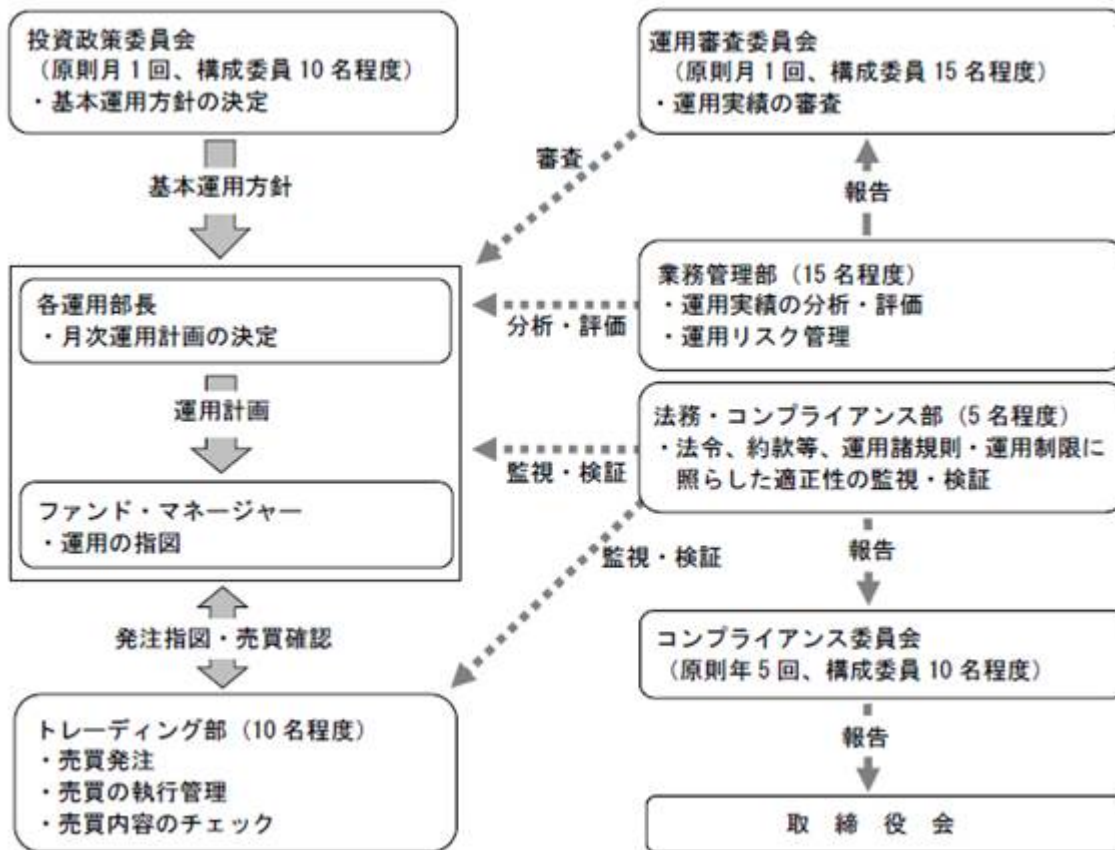 投資政策委員会
（原則月1回、構成委員10名程度）
・基本運用方針の決定
基本運用方針
各運用部長
・月次運用計画の決定
運用計画
ファンド・マネージャー
・運用の指図
発注指図・売買確認
トレーディング部（10名程度）
・売買発注
・売買の執行管理
・売買内容のチェック
運用審査委員会
（原則月1回、構成委員15名程度）
・運用実績の審査
審査
報告
業務管理部（15名程度）
・運用実績の分析・評価
・運用リスク管理
分析・評価
法務・コンプライアンス部（5名程度）
・法令、約款等、運用諸規則・運用制限に
照らした適正性の監視・検証
監視・検証
監視・検証
報告
コンプライアンス委員会
（原則年5回、構成委員10名程度）
報告
取締役会